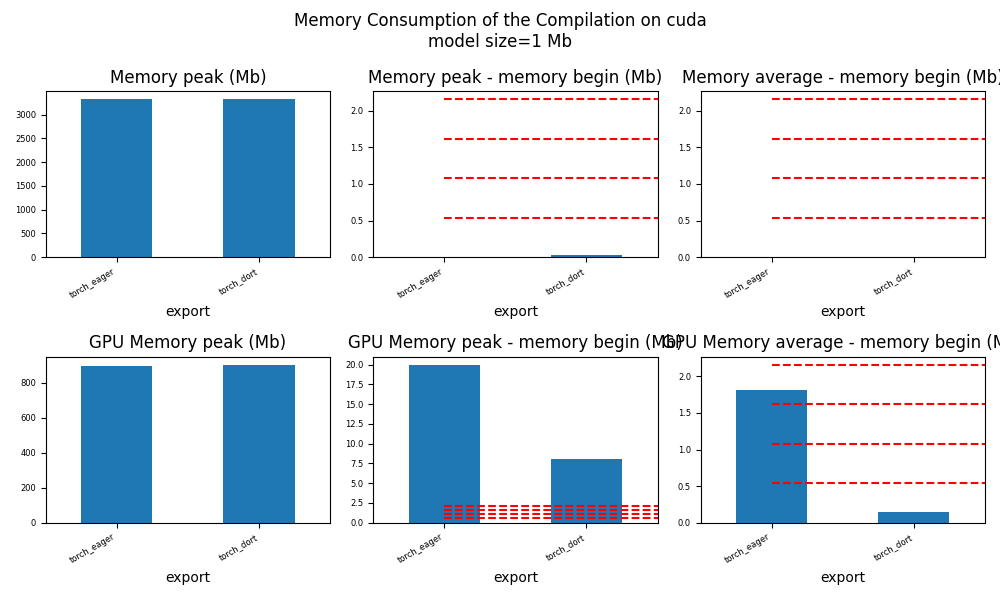 Memory Consumption of the Compilation on cuda
model size=1 Mb
Memory peak (Mb)
Memory peak - memory begin (Mb)
Memory average - memory begin (Mb)
3000
2500
2000
1500
1000
500
0
torch_eager
torch_dort
export
2.0
1.5
1.0
0.5
0.0
torch_eager
torch_dort
export
2.0
1.5
1.0
0.5
0.0
torch_eager
torch_dort
export
GPU Memory peak (Mb)
GPU Memory peak - memory begin (Mb)
GPU Memory average - memory begin (M
800
600
400
200
0
torch_eager
torch_dort
export
20.0
17.5
15.0
12.5
10.0
7.5
5.0
2.5
0.0
torch_eager
torch_dort
export
2.0
1.5
1.0
0.5
0.0
torch_eager
torch_dort
export